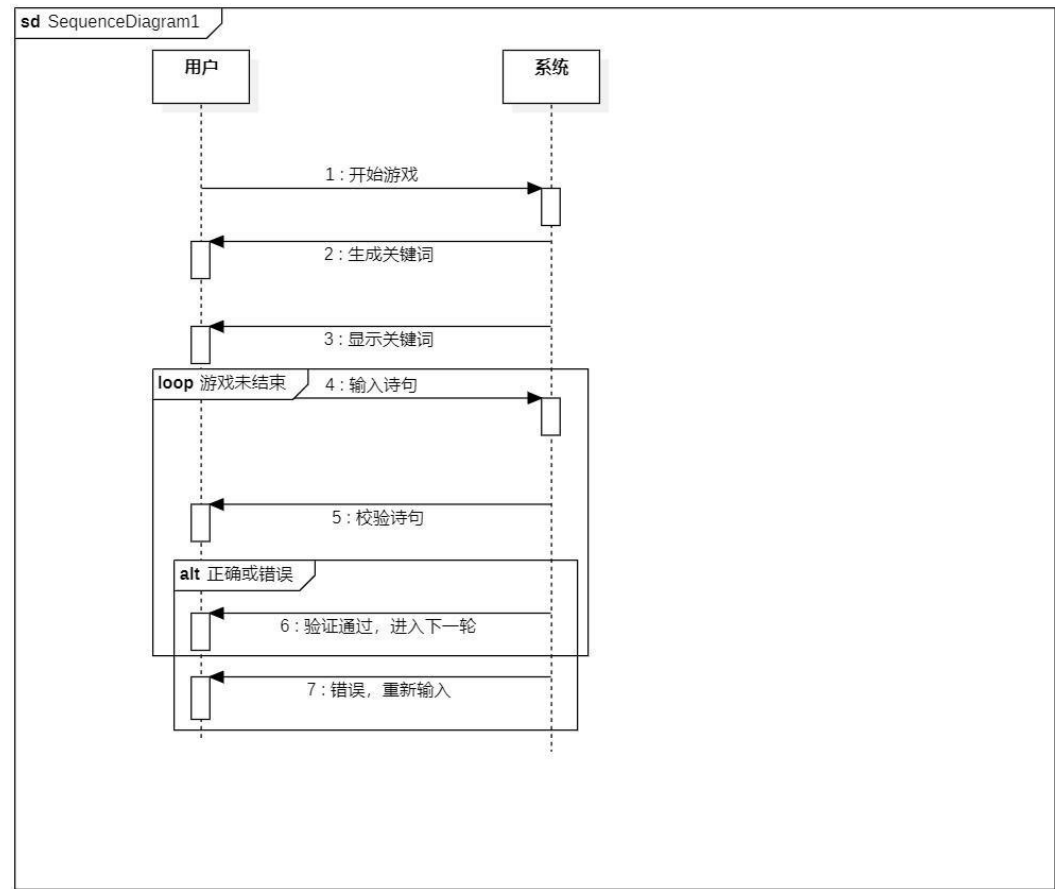 sd SequenceDiagram1
用户
系统
1 : 开始游戏
2 : 生成关键词
3 : 显示关键词
loop 游戏未结束
4 : 输入诗句
5 : 校验诗句
alt 正确或错误
6 : 验证通过，进入下一轮
7 : 错误，重新输入